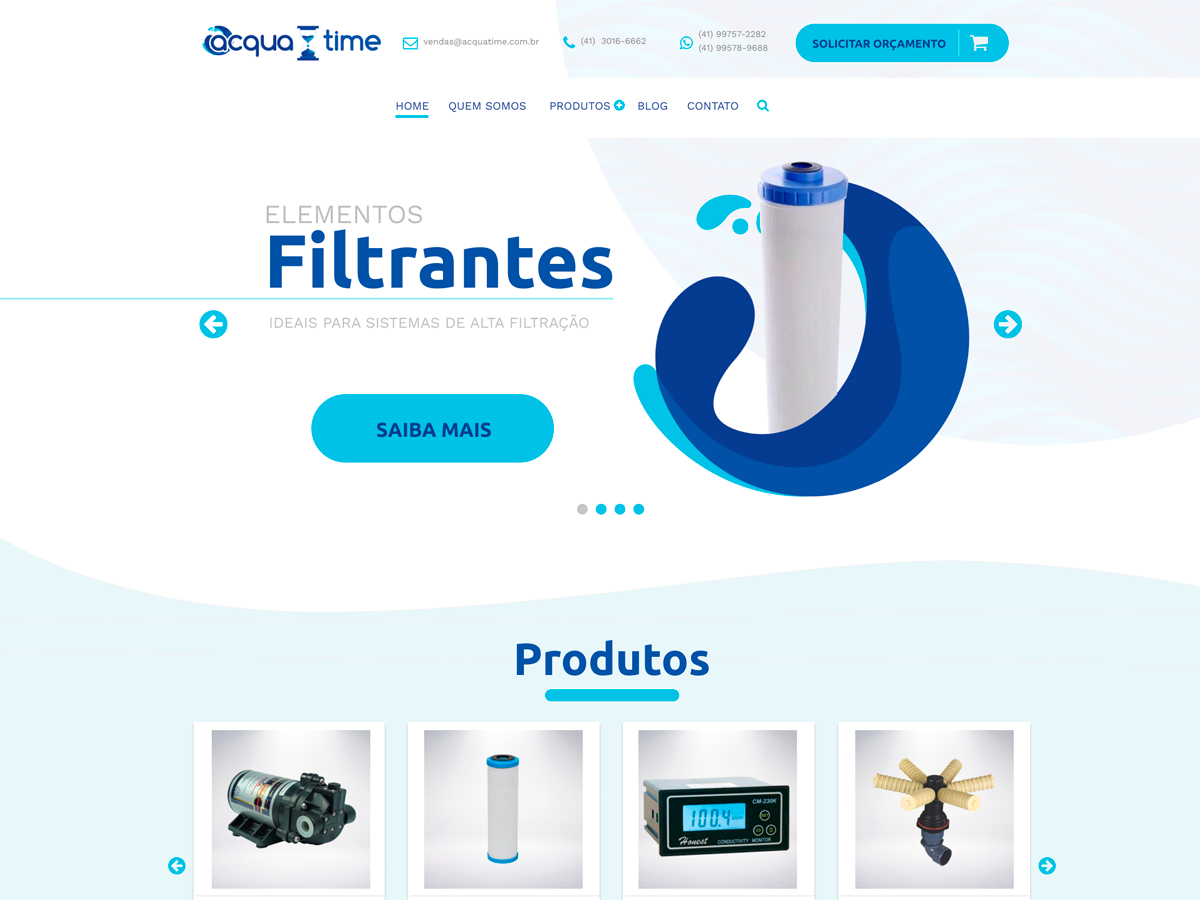 acqua time
vendas@acquatime.com.br
(41) 3016-6662
(41) 99757-2282
(41) 99578-9688
SOLICITAR ORÇAMENTO
HOME QUEM SOMOS PRODUTOS BLOG CONTATO
ELEMENTOS
Filtrantes
IDEAIS PARA SISTEMAS DE ALTA FILTRAÇÃO
SAIBA MAIS
Produtos
CM-230K
100.4
Honest CONDUCTIVITY MONITOR